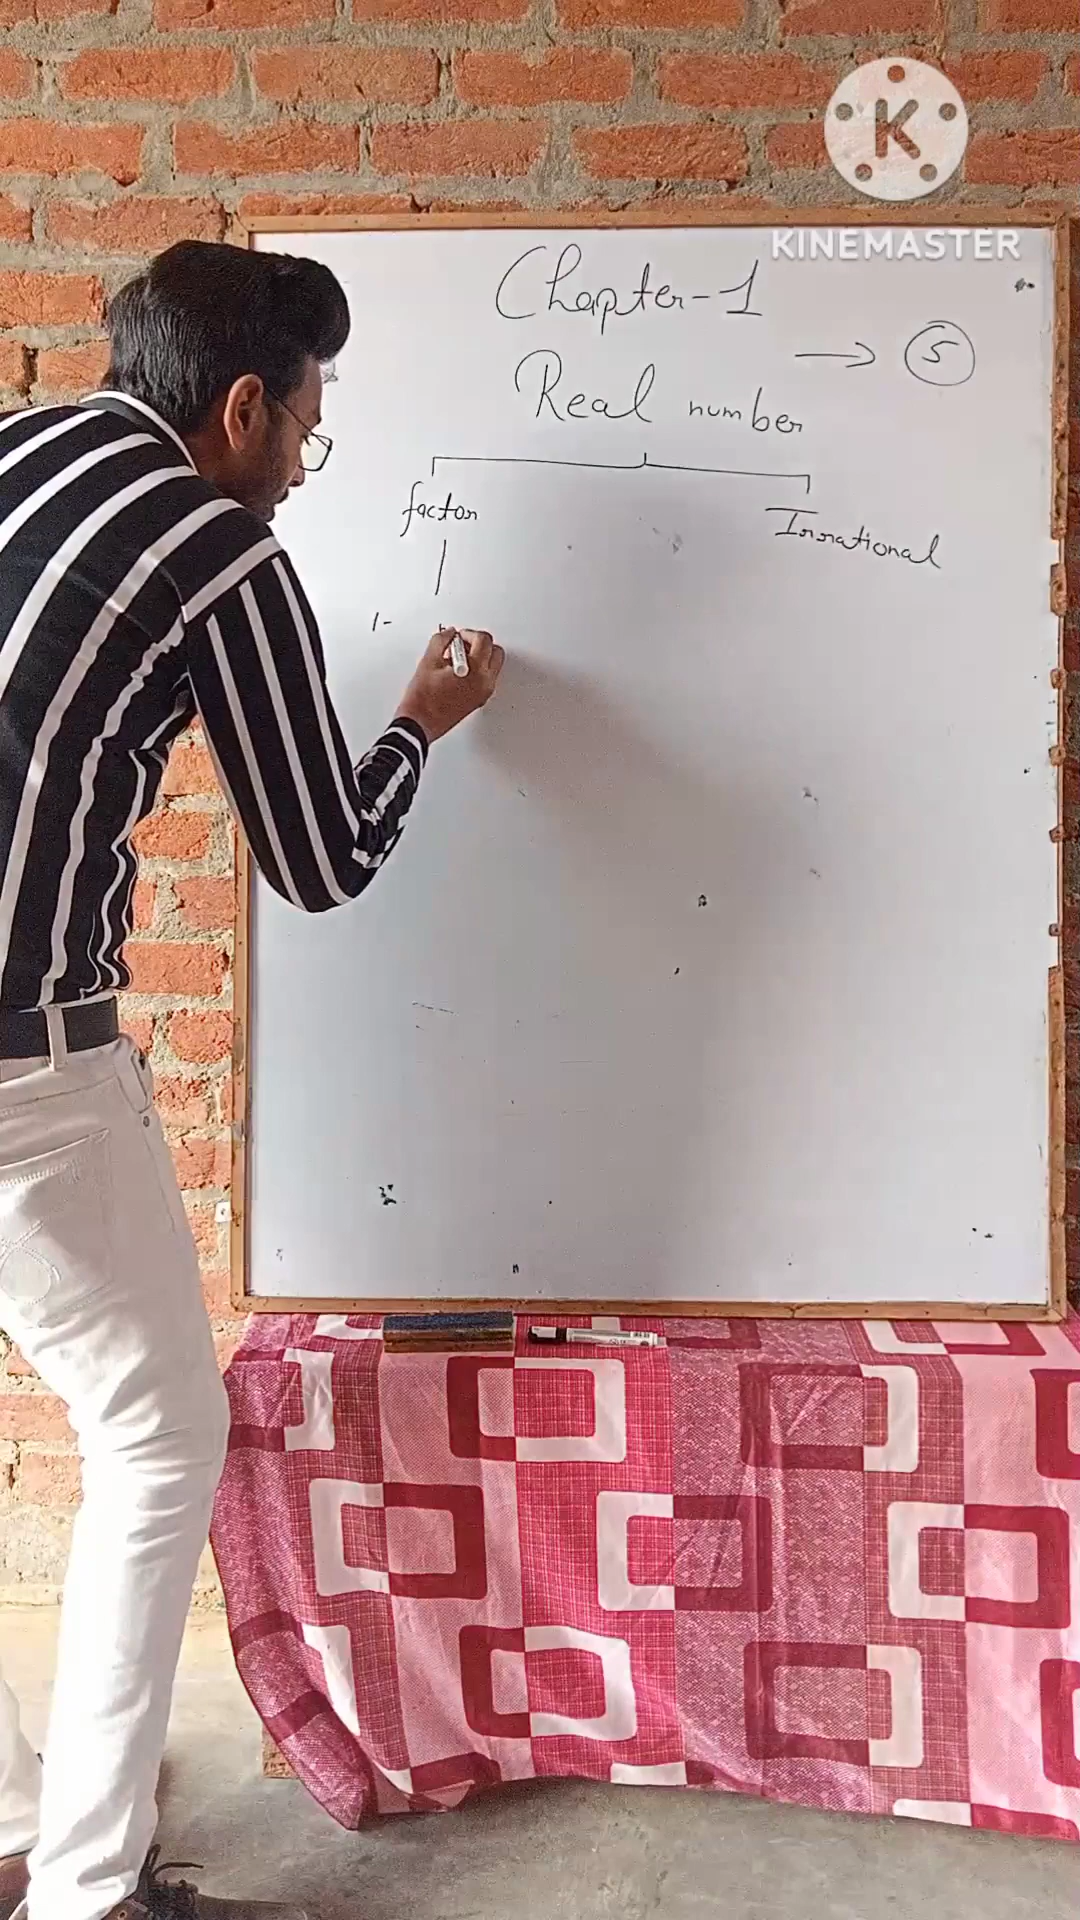 K
KINEMASTER
Chapter-1
→ 5
Real number
factor
Irrational
1-